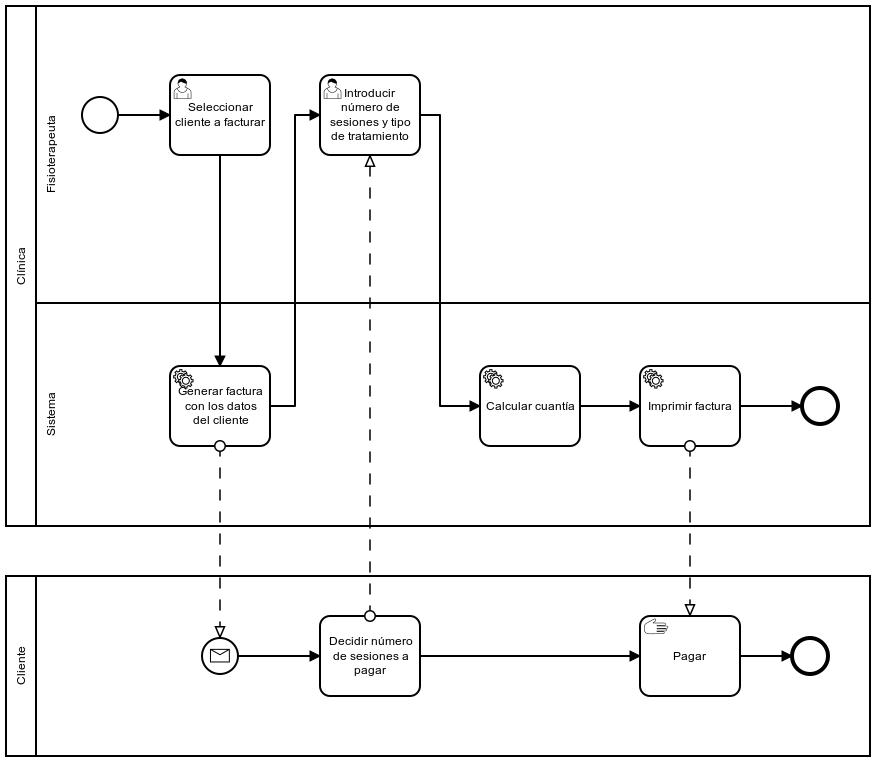 Clínica
Fisioterapeuta
Seleccionar
cliente a facturar
Introducir
número de
sesiones y tipo
de tratamiento
Sistema
Generar factura
con los datos
del cliente
Calcular cuantía
Imprimir factura
Cliente
Decidir número
de sesiones a
pagar
Pagar